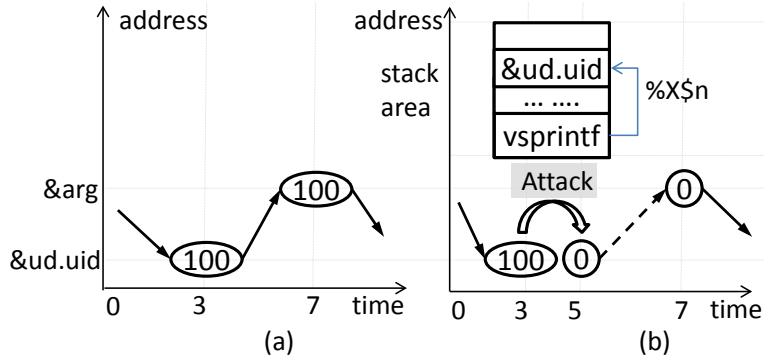 address
100
100
&arg
&ud.uid
0
3
7
time
(a)
address
stack
area
&ud.uid
... ....
vsprintf
%X$n
Attack
100
0
0
0
3
5
7
time
(b)